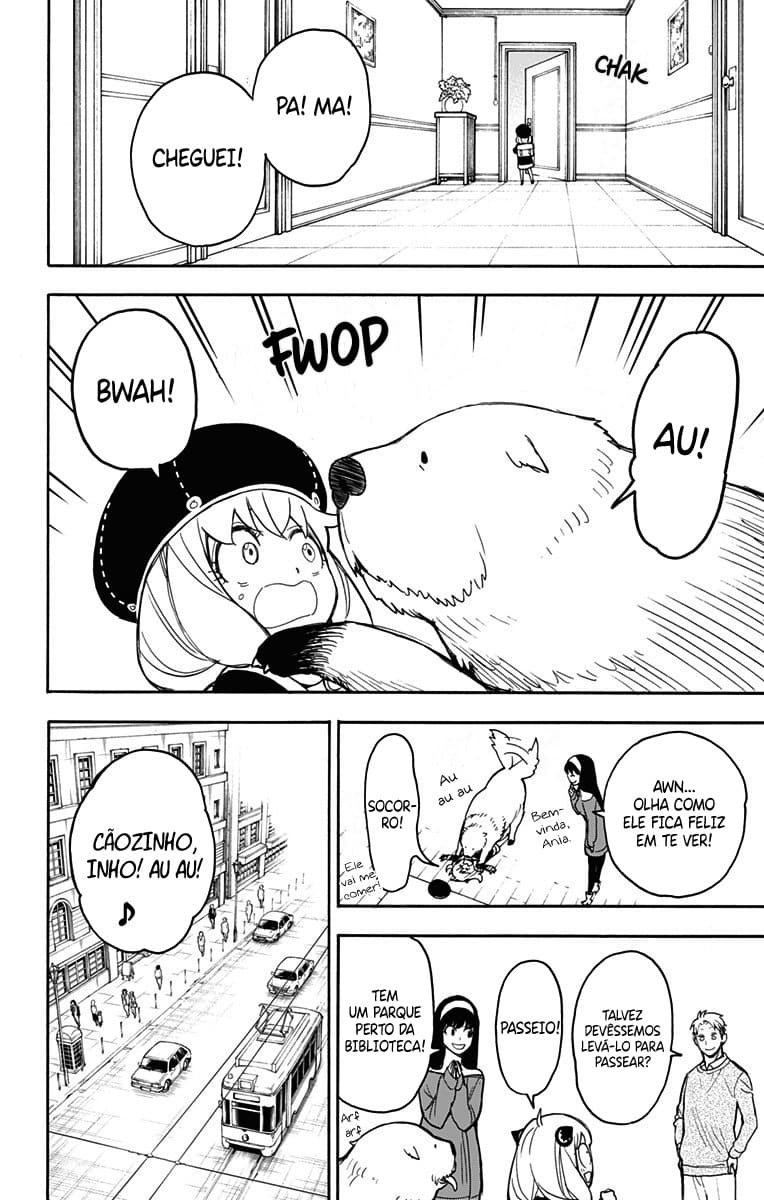 CHAK
PA! MA!
CHEGUEI!
AU!
FWOP
BWAH!
AWN...
OLHA COMO
ELE FICA FELIZ
EM TE VER!
Bem-
vinda,
Ania.
Au
au au
SOCOR-
RO!
Ele
vai me
comer!
TALVEZ
DEVÊSSEMOS
LEVÁ-LO PARA
PASSEAR?
PASSEIO!
TEM
UM PARQUE
PERTO DA
BIBLIOTECA!
Arf
arf
CÃOZINHO,
INHO! AU AU!
♪